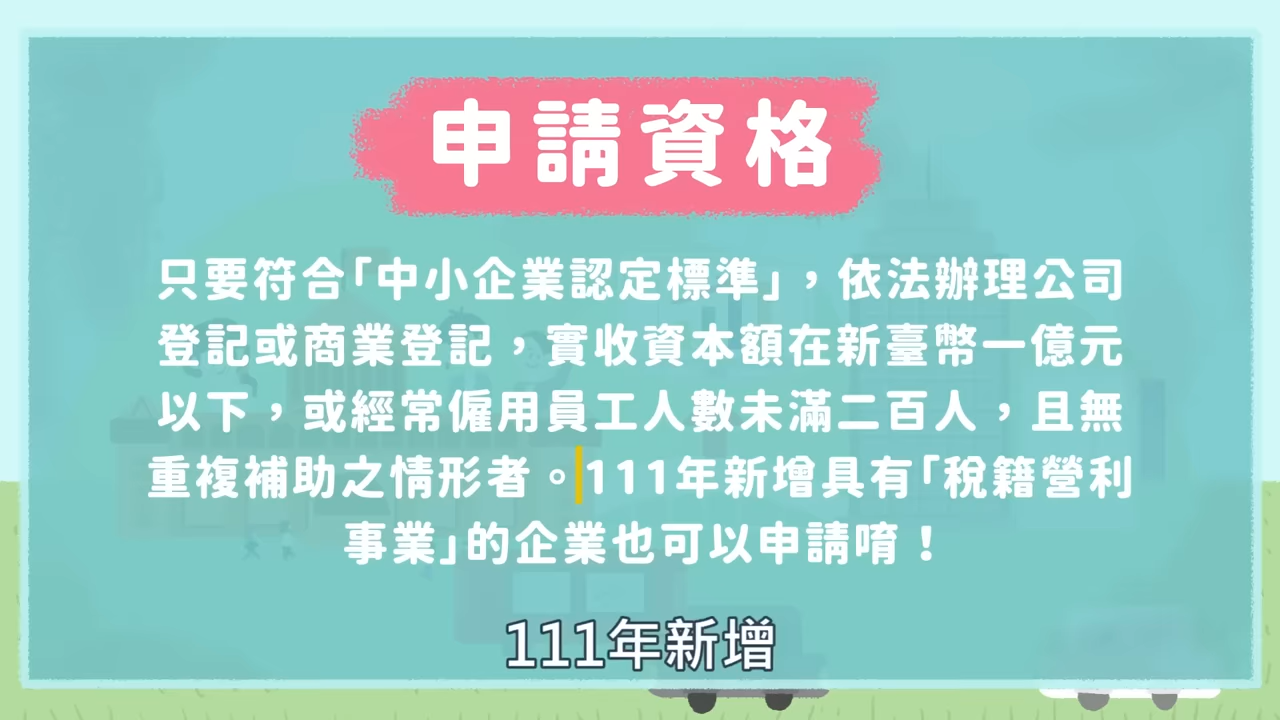 申請資格
只要符合「中小企業認定標準」，依法辦理公司
登記或商業登記，實收資本額在新臺幣一億元
以下，或經常僱用員工人數未滿二百人，且無
重複補助之情形者。111年新增具有「稅籍營利
事業」的企業也可以申請唷！
111年新增